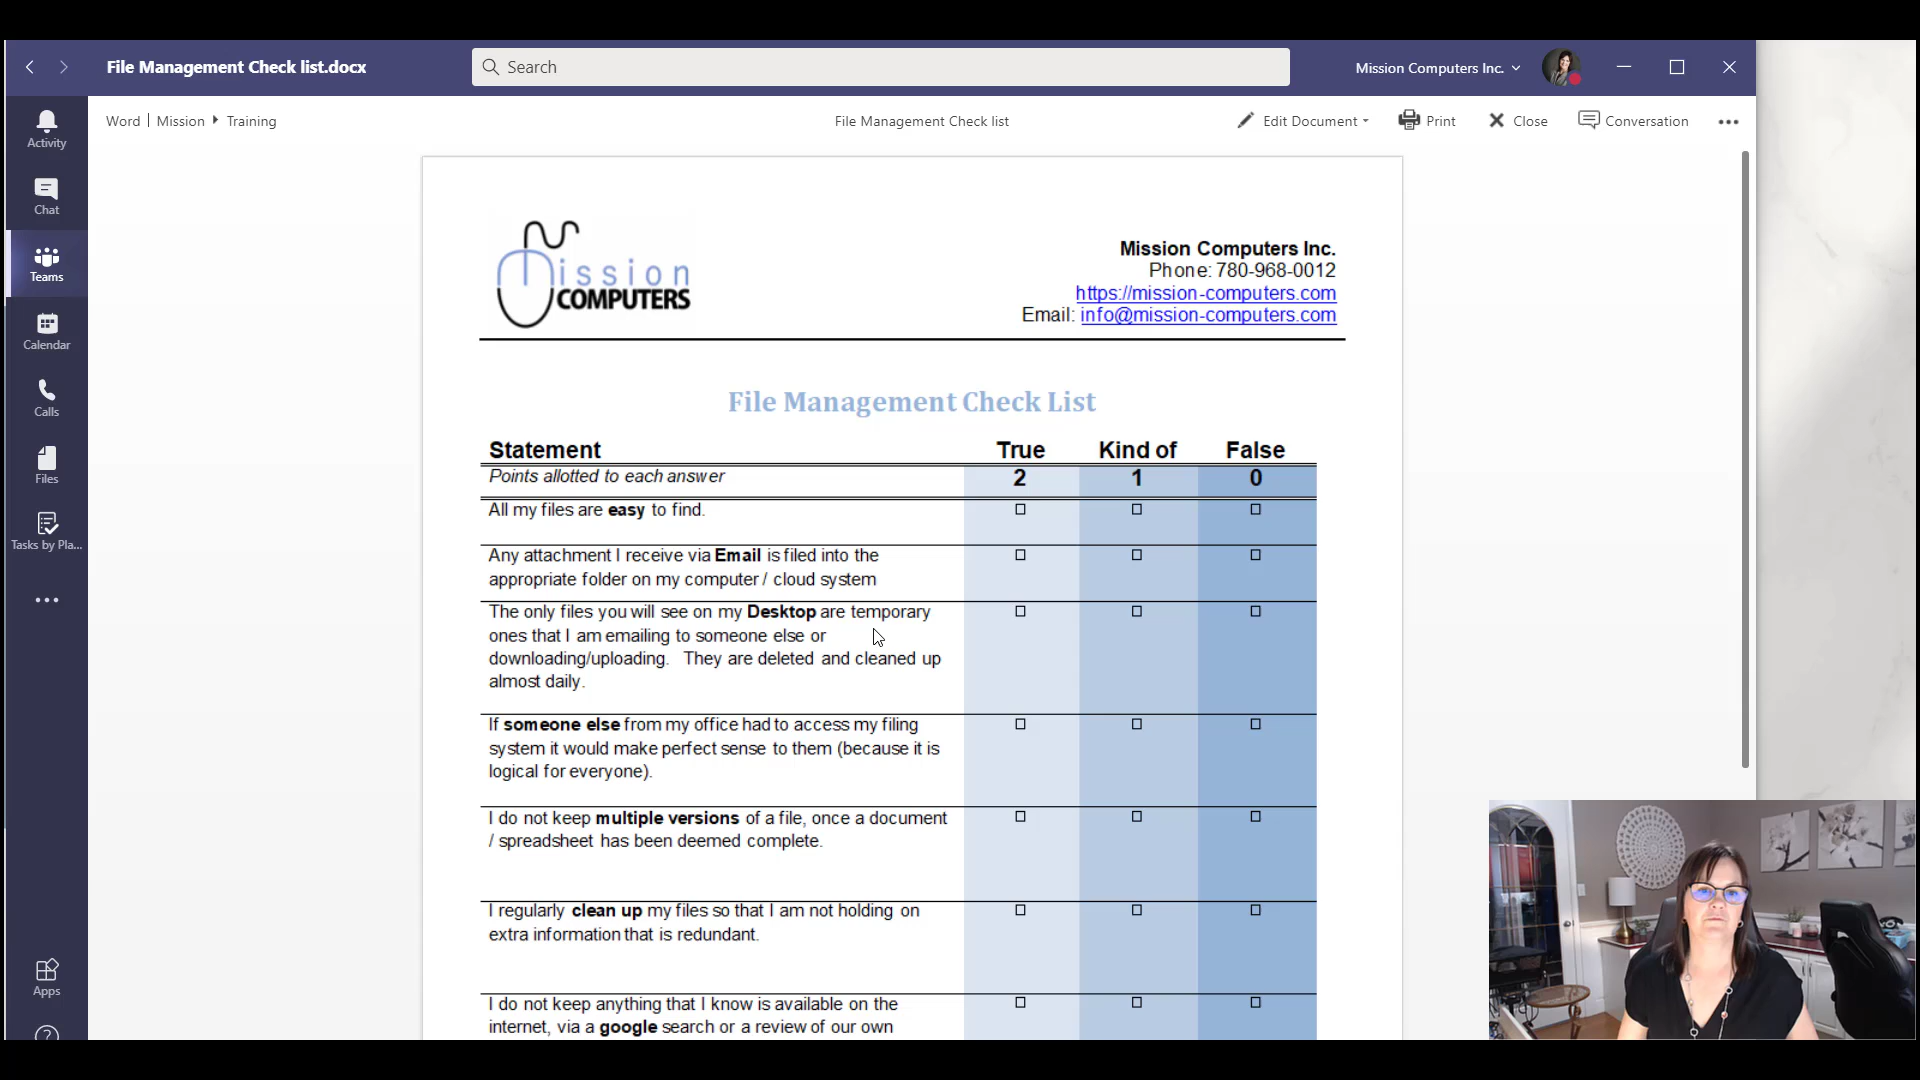 File Management Check list.docx
Search
Mission Computers Inc.
Word | Mission Training
File Management Check list
Edit Document
Print
Close
Conversation
Activity
Chat
Teams
Calendar
Calls
Files
Tasks by Pla...
Apps
mission
COMPUTERS
Mission Computers Inc.
Phone: 780-968-0012
https://mission-computers.com
Email: info@mission-computers.com
File Management Check List
Statement True Kind of False
Points allotted to each answer 2 1 0
All my files are easy to find.
Any attachment I receive via Email is filed into the
appropriate folder on my computer / cloud system
The only files you will see on my Desktop are temporary
ones that I am emailing to someone else or
downloading/uploading. They are deleted and cleaned up
almost daily.
If someone else from my office had to access my filing
system it would make perfect sense to them (because it is
logical for everyone).
I do not keep multiple versions of a file, once a document
/ spreadsheet has been deemed complete.
I regularly clean up my files so that I am not holding on
extra information that is redundant.
I do not keep anything that I know is available on the
internet, via a google search or a review of our own